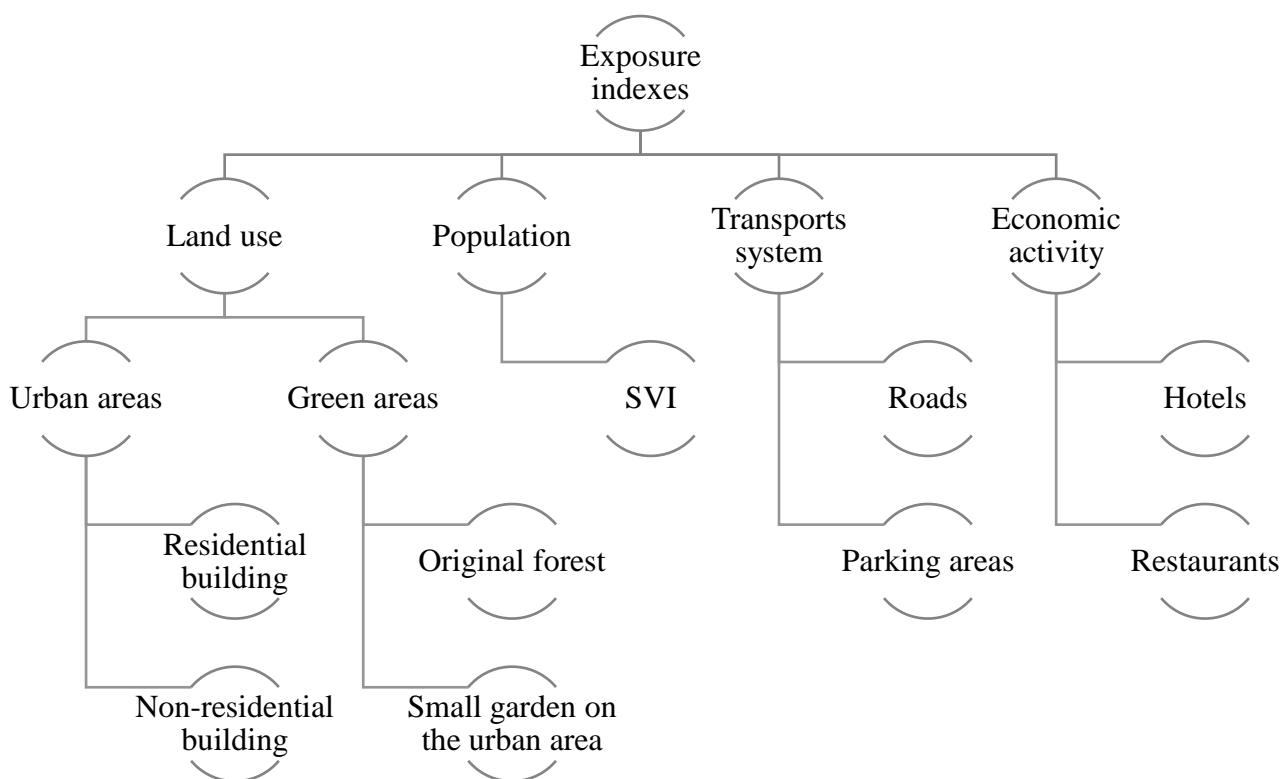 Exposure
indexes
Land use
Population
Transports
system
Economic
activity
Urban areas
Green areas
SVI
Roads
Hotels
Residential
building
Original forest
Parking areas
Restaurants
Non-residential
building
Small garden on
the urban area